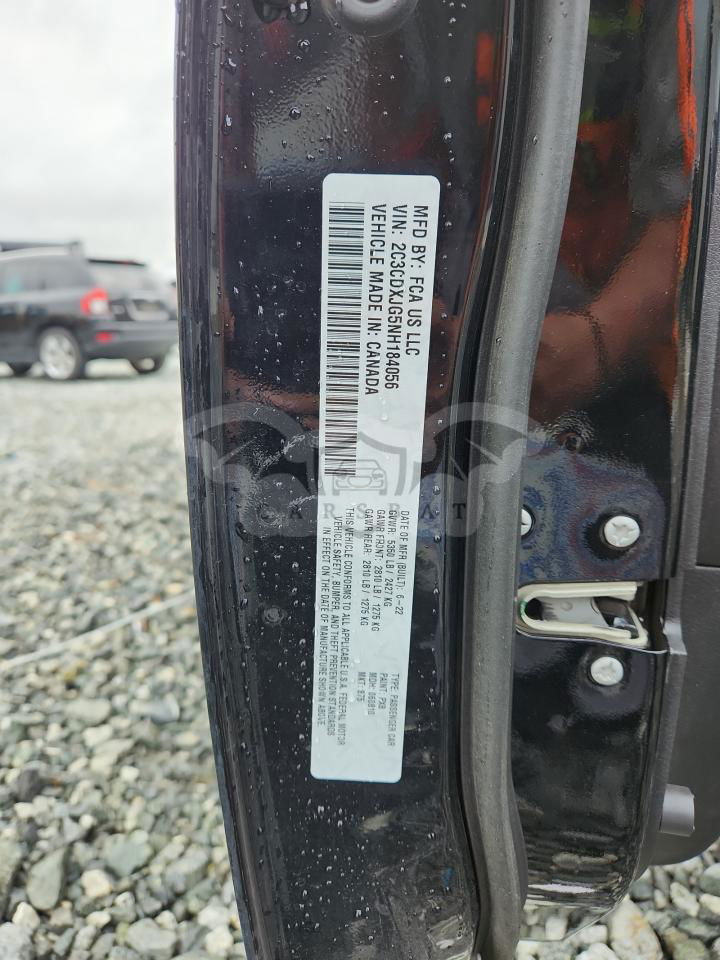 MFD BY: FCA US LLC
VIN: 2C3CDXJG5NH184056
VEHICLE MADE IN: CANADA
DATE OF MFR (BUILT): 6-22
GVWR: 5350 LB / 2427 KG
GAWR FRONT: 2810 LB / 1275 KG
GAWR REAR: 2810 LB / 1275 KG
THIS VEHICLE CONFORMS TO ALL APPLICABLE U.S.A. FEDERAL MOTOR
VEHICLE SAFETY, BUMPER, AND THEFT PREVENTION STANDARDS
IN EFFECT ON THE DATE OF MANUFACTURE SHOWN ABOVE.
TYPE: PASSENGER CAR
PAINT: PX8
MDH: 060810
MKT: